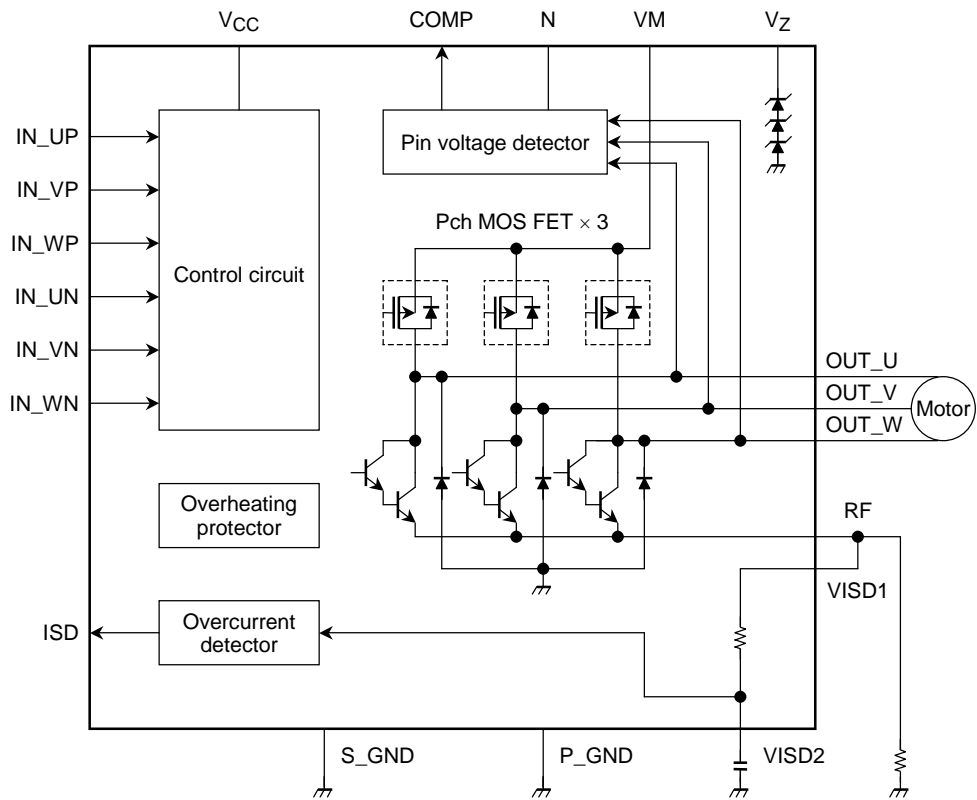 VCC
COMP
N
VM
VZ
IN_UP
IN_VP
IN_WP
IN_UN
IN_VN
IN_WN
Control circuit
Pin voltage detector
Pch MOS FET × 3
OUT_U
OUT_V
OUT_W
Motor
Overheating
protector
RF
VISD1
ISD
Overcurrent
detector
S_GND
P_GND
VISD2